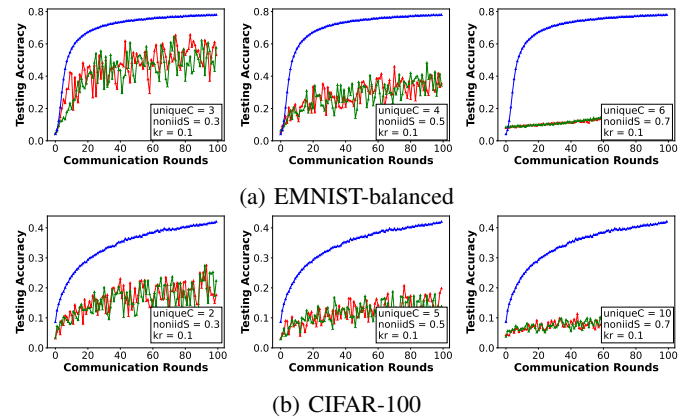 Testing Accuracy
0.8
0.6
0.4
0.2
0.0
0 20 40 60 80 100
Communication Rounds
uniqueC = 3
noniidS = 0.3
kr = 0.1
Testing Accuracy
0.8
0.6
0.4
0.2
0.0
0 20 40 60 80 100
Communication Rounds
uniqueC = 4
noniidS = 0.5
kr = 0.1
Testing Accuracy
0.8
0.6
0.4
0.2
0.0
0 20 40 60 80 100
Communication Rounds
uniqueC = 6
noniidS = 0.7
kr = 0.1
(a) EMNIST-balanced
Testing Accuracy
0.4
0.3
0.2
0.1
0.0
0 20 40 60 80 100
Communication Rounds
uniqueC = 2
noniidS = 0.3
kr = 0.1
Testing Accuracy
0.4
0.3
0.2
0.1
0.0
0 20 40 60 80 100
Communication Rounds
uniqueC = 5
noniidS = 0.5
kr = 0.1
Testing Accuracy
0.4
0.3
0.2
0.1
0.0
0 20 40 60 80 100
Communication Rounds
uniqueC = 10
noniidS = 0.7
kr = 0.1
(b) CIFAR-100